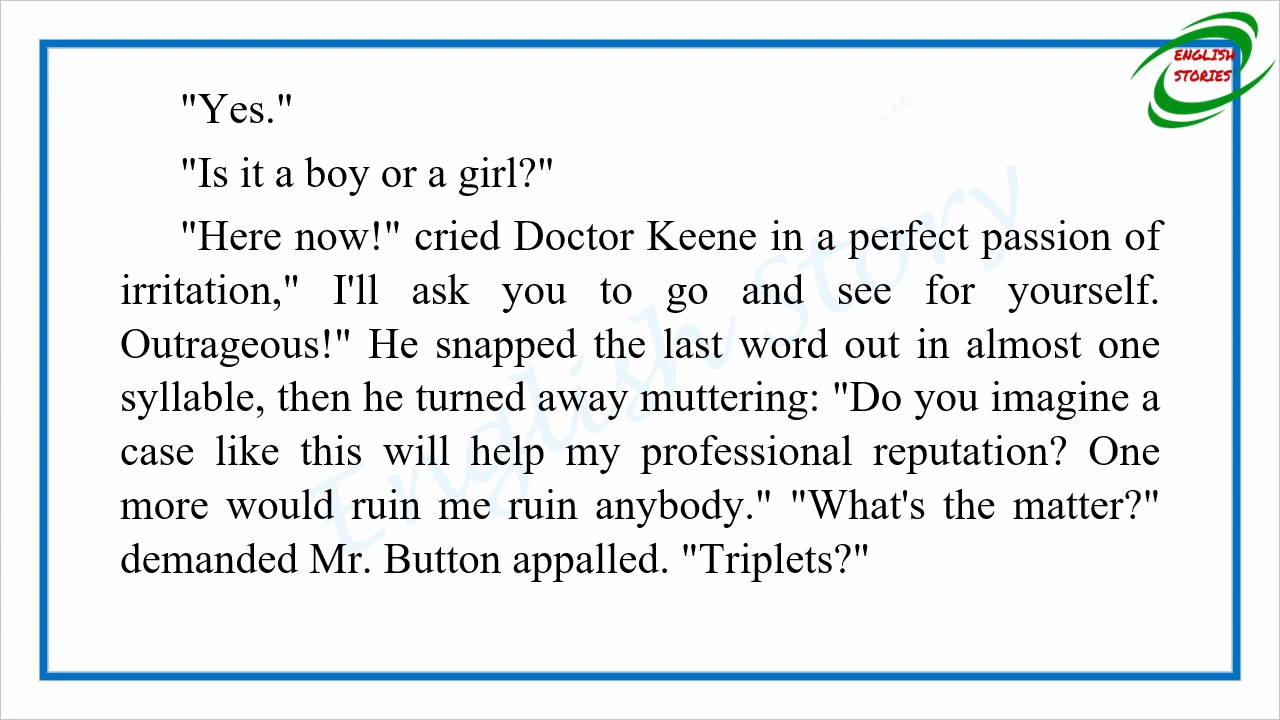 ENGLISH
STORIES
"Yes."
"Is it a boy or a girl?"
"Here now!" cried Doctor Keene in a perfect passion of
irritation," I'll ask you to go and see for yourself.
Outrageous!" He snapped the last word out in almost one
syllable, then he turned away muttering: "Do you imagine a
case like this will help my professional reputation? One
more would ruin me ruin anybody." "What's the matter?"
demanded Mr. Button appalled. "Triplets?"
English Story